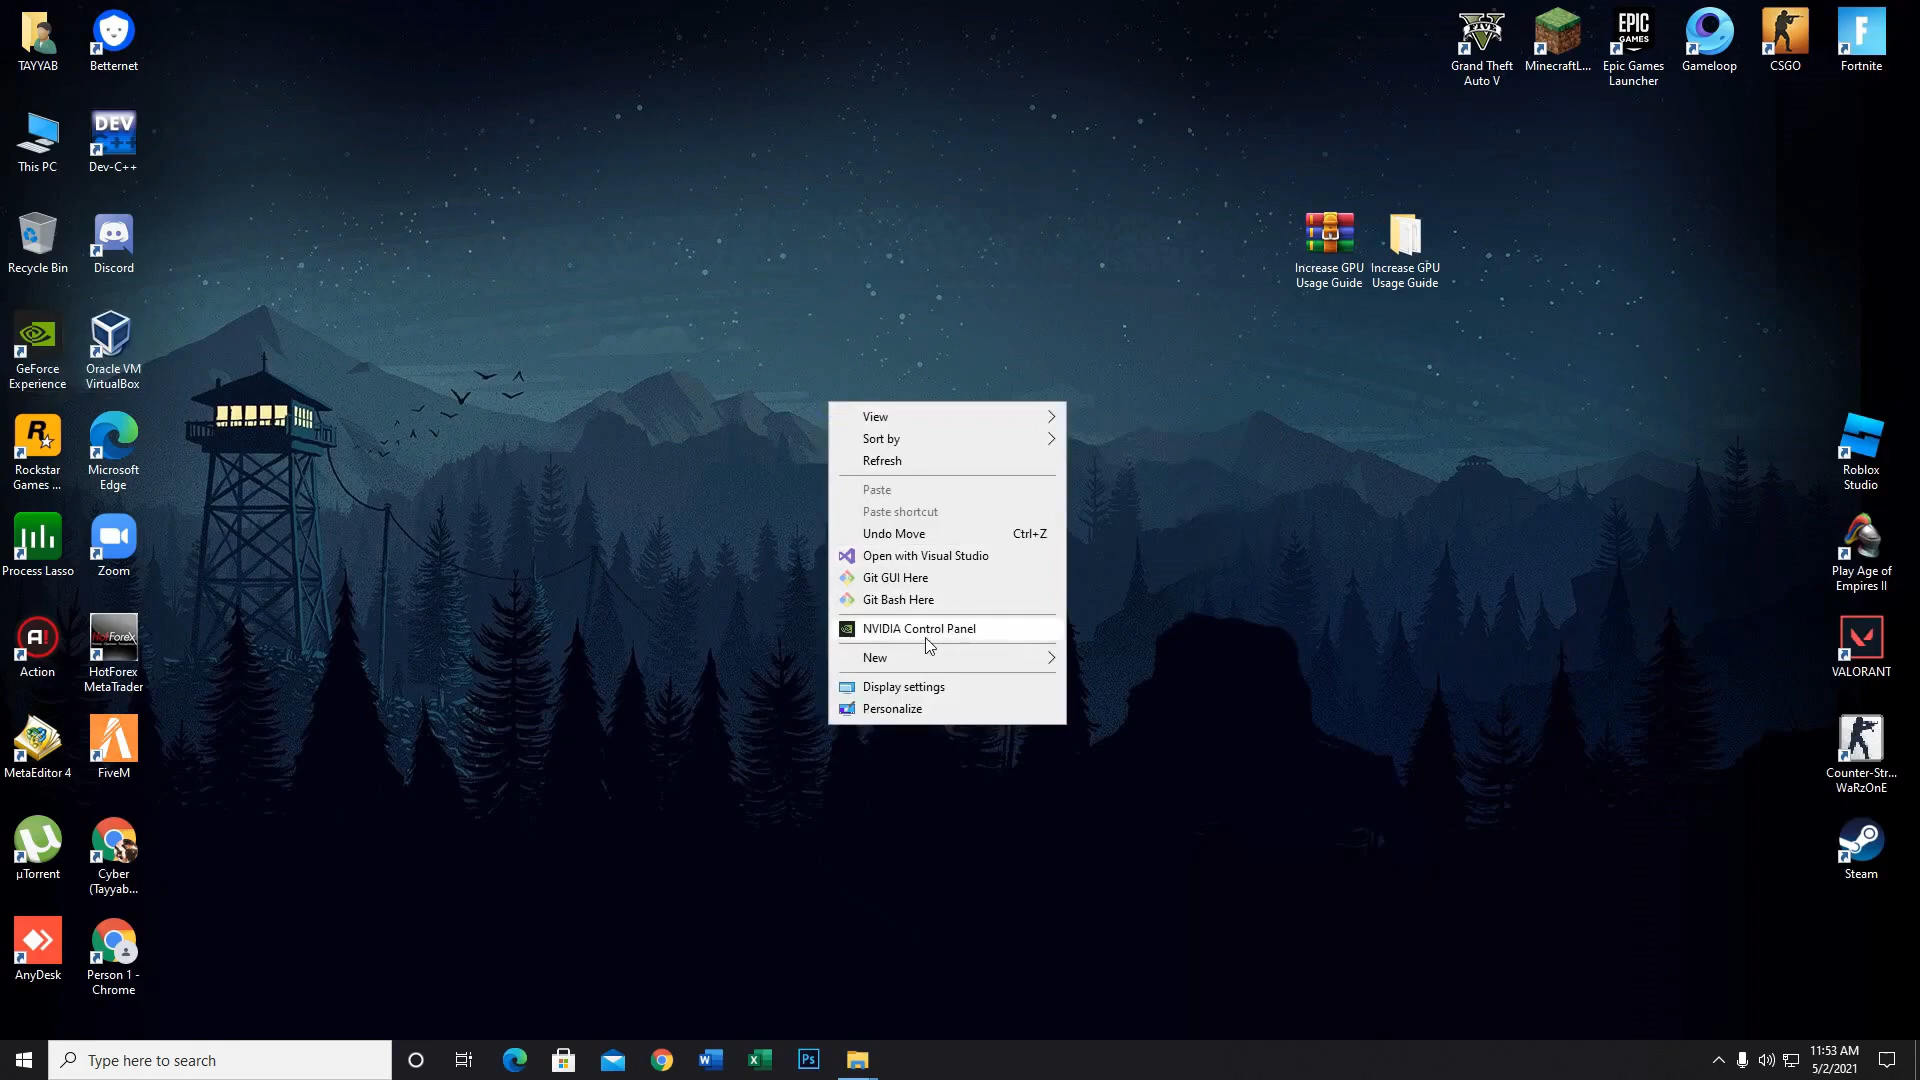 TAYYAB
Betternet
This PC
DEV
C++
Dev-C++
Recycle Bin
Discord
GeForce
Experience
Oracle VM
VirtualBox
Rockstar
Games ...
Microsoft
Edge
Process Lasso
Zoom
A!
Action
HotForex
HotForex
MetaTrader
MetaEditor 4
FiveM
µTorrent
Cyber
(Tayyab...
AnyDesk
Person 1 -
Chrome
Grand Theft
Auto V
MinecraftL...
EPIC
GAMES
Epic Games
Launcher
Gameloop
CSGO
Fortnite
Increase GPU
Usage Guide
Increase GPU
Usage Guide
View
Sort by
Refresh
Paste
Paste shortcut
Undo Move Ctrl+Z
Open with Visual Studio
Git GUI Here
Git Bash Here
NVIDIA Control Panel
New
Display settings
Personalize
Roblox
Studio
Play Age of
Empires II
VALORANT
Counter-Str...
WaRzOnE
Steam
Type here to search
Ps
11:53 AM
5/2/2021